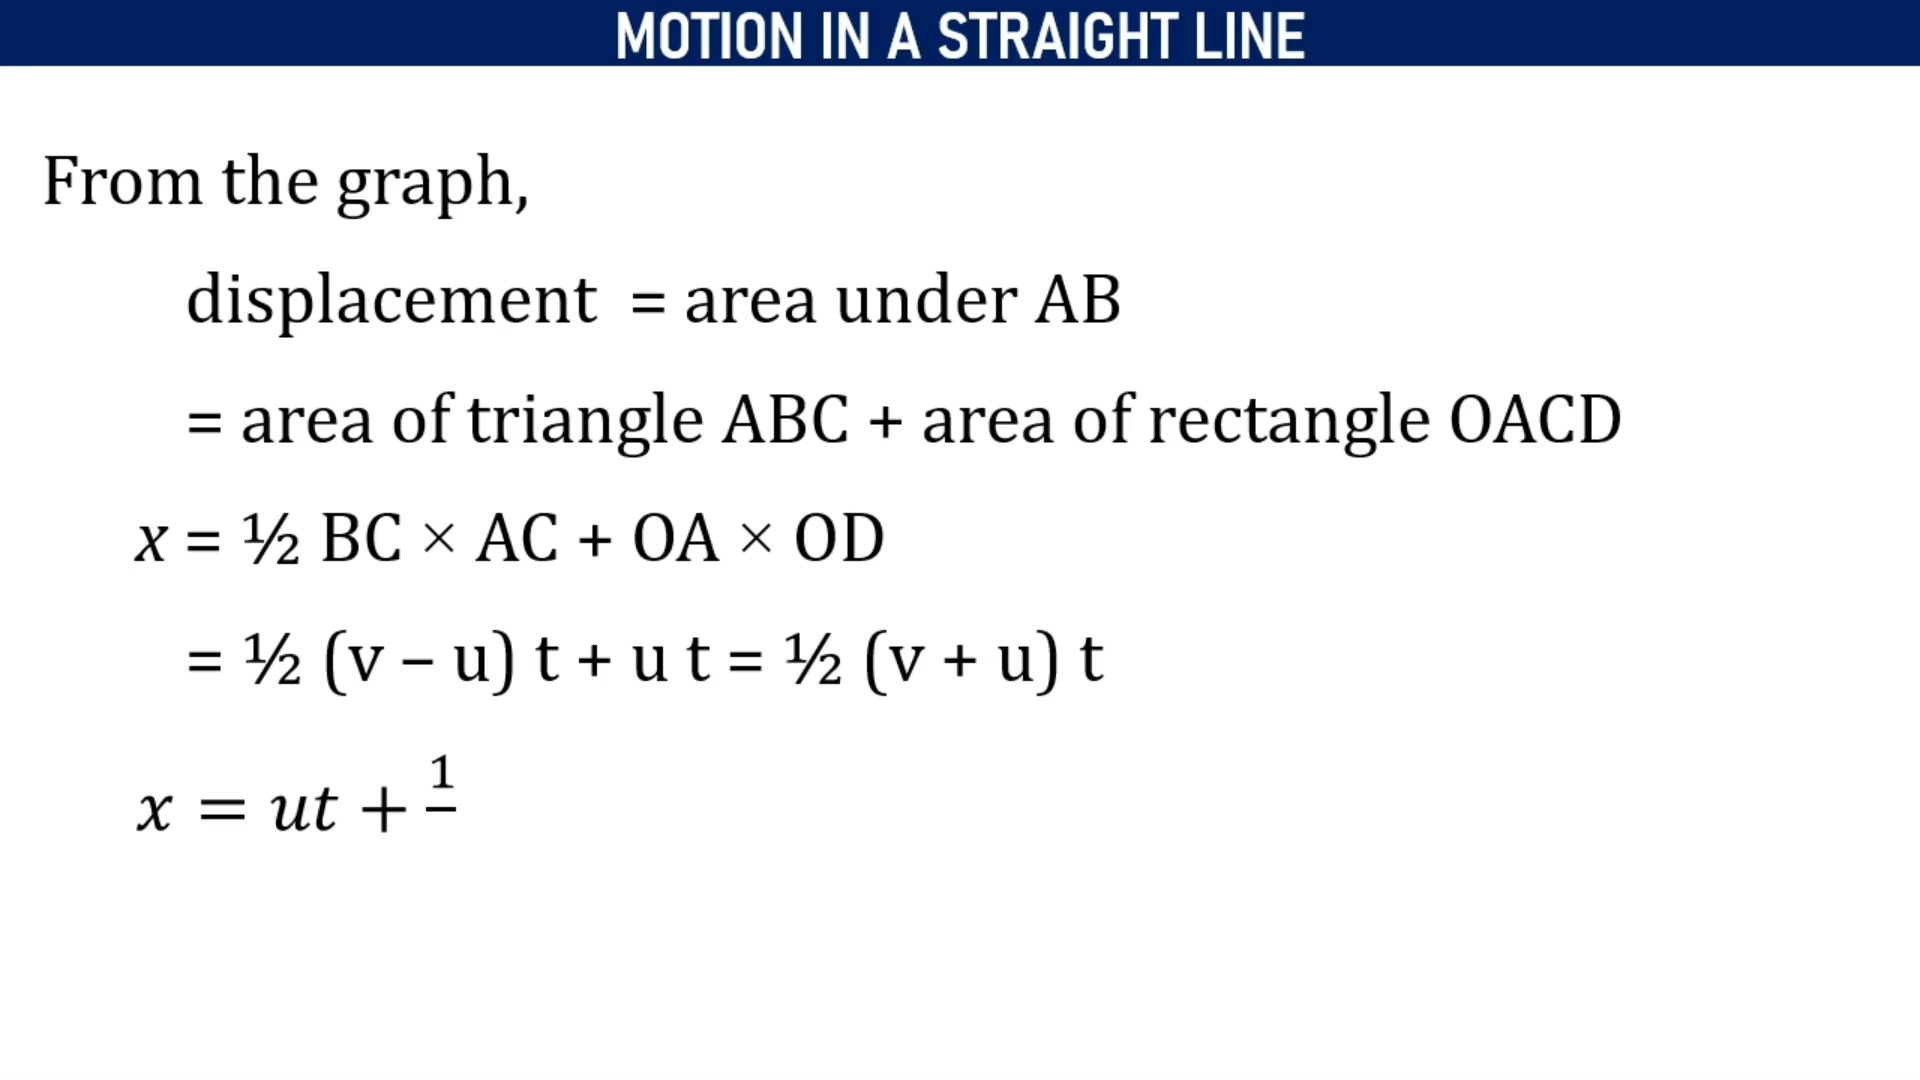 MOTION IN A STRAIGHT LINE
From the graph,
displacement = area under AB
= area of triangle ABC + area of rectangle OACD
x = ½ BC × AC + OA × OD
= ½ (v – u) t + u t = ½ (v + u) t
x = ut + 1